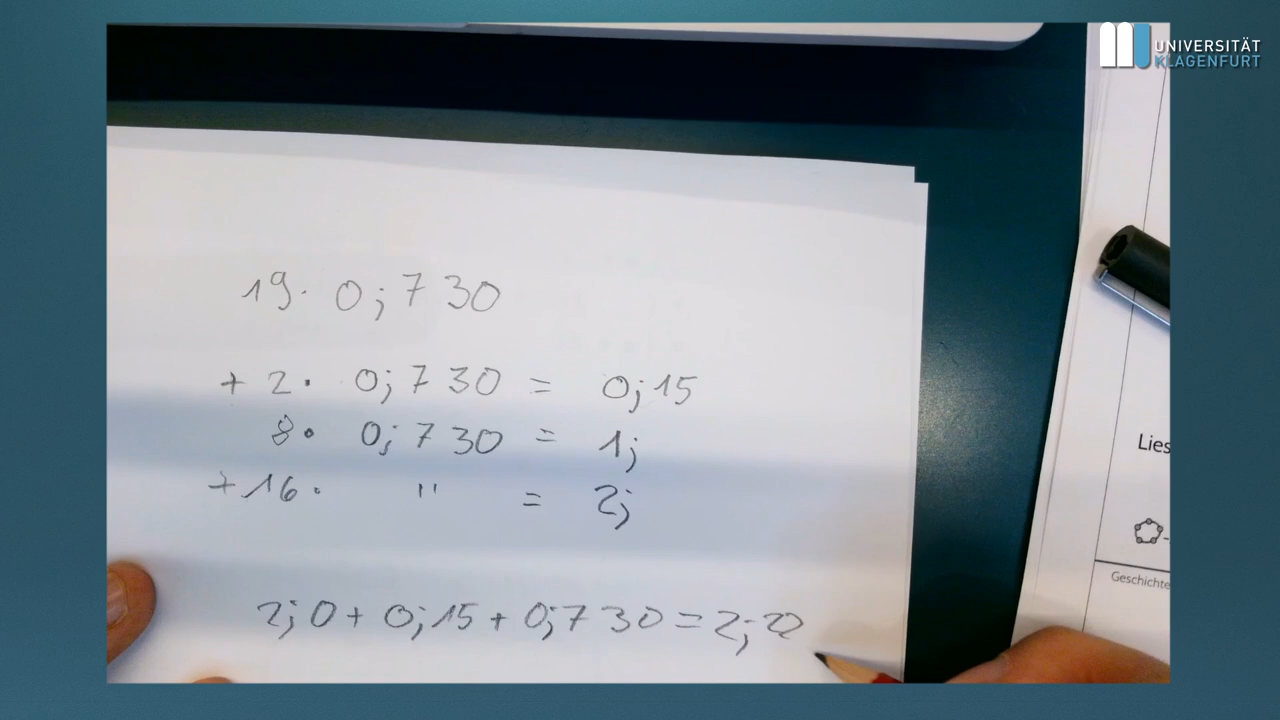 UNIVERSITÄT
KLAGENFURT
19· 0;7 30
+ 2· 0;7 30 = 0;15
8· 0;7 30 = 1;
+ 16· " = 2;
2;0 + 0;15 + 0;7 30 = 2;22
Lies
Geschichte